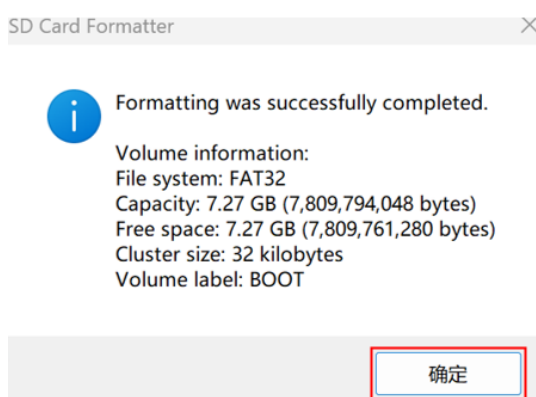 SD Card Formatter
Formatting was successfully completed.
Volume information:
File system: FAT32
Capacity: 7.27 GB (7,809,794,048 bytes)
Free space: 7.27 GB (7,809,761,280 bytes)
Cluster size: 32 kilobytes
Volume label: BOOT
确定